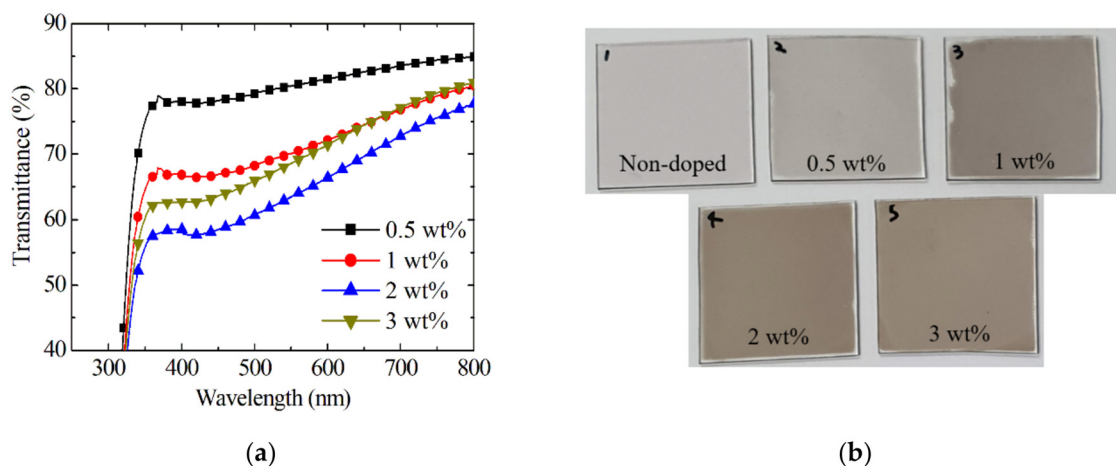 90
80
70
60
50
40
Transmittance (%)
300 400 500 600 700 800
Wavelength (nm)
0.5 wt%
1 wt%
2 wt%
3 wt%
(a)
1
Non-doped
2
0.5 wt%
3
1 wt%
4
2 wt%
5
3 wt%
(b)